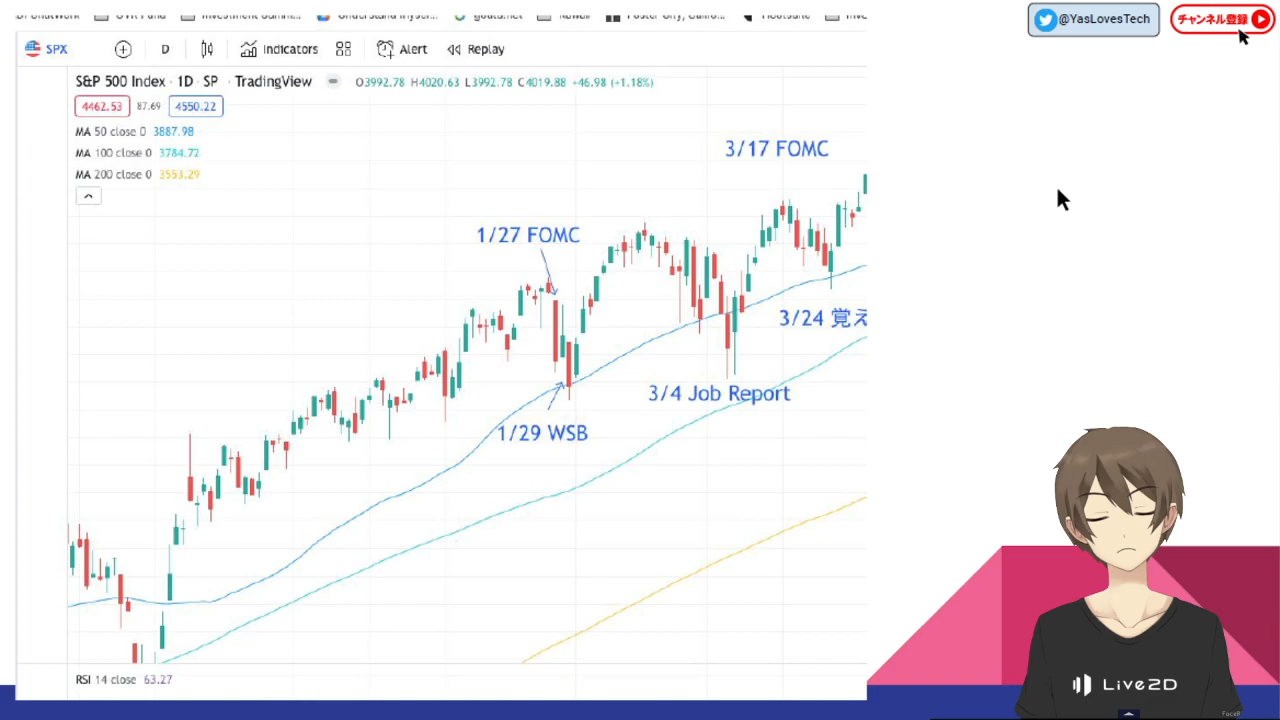 @YasLovesTech
チャンネル登録
SPX
D
Indicators
Alert
Replay
S&P 500 Index · 1D · SP · TradingView
O3992.78 H4020.63 L3992.78 C4019.88 +46.98 (+1.18%)
4462.53 87.69 4550.22
MA 50 close 0 3887.98
MA 100 close 0 3784.72
MA 200 close 0 3553.29
3/17 FOMC
1/27 FOMC
3/24 覚え
3/4 Job Report
1/29 WSB
RSI 14 close 63.27
Live2D